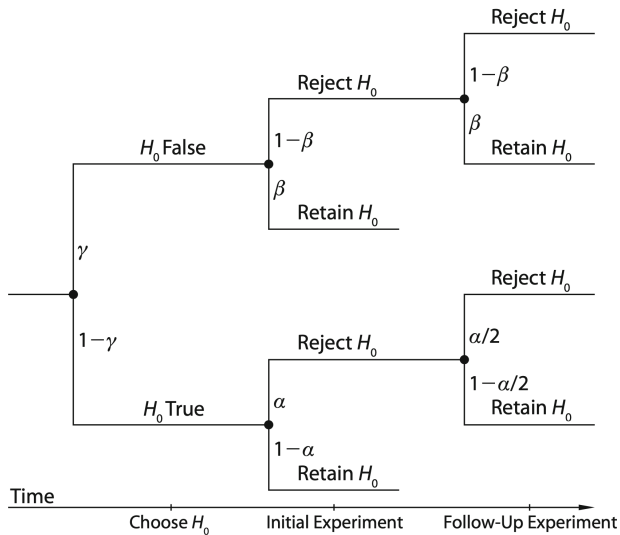 Reject H₀
1−β
Reject H₀
β
H₀ False
1−β
Retain H₀
β
Retain H₀
γ
Reject H₀
1−γ
Reject H₀
α/2
1−α/2
H₀ True
α
Retain H₀
1−α
Retain H₀
Time
Choose H₀ Initial Experiment Follow-Up Experiment